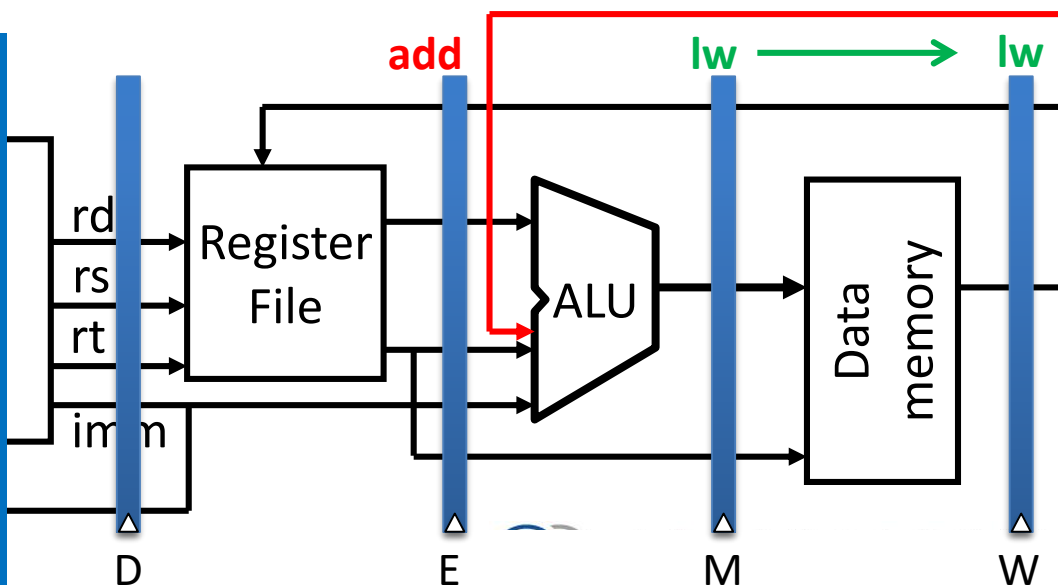 add
lw
lw
rd
rs
rt
imm
Register
File
ALU
Data
memory
D
E
M
W